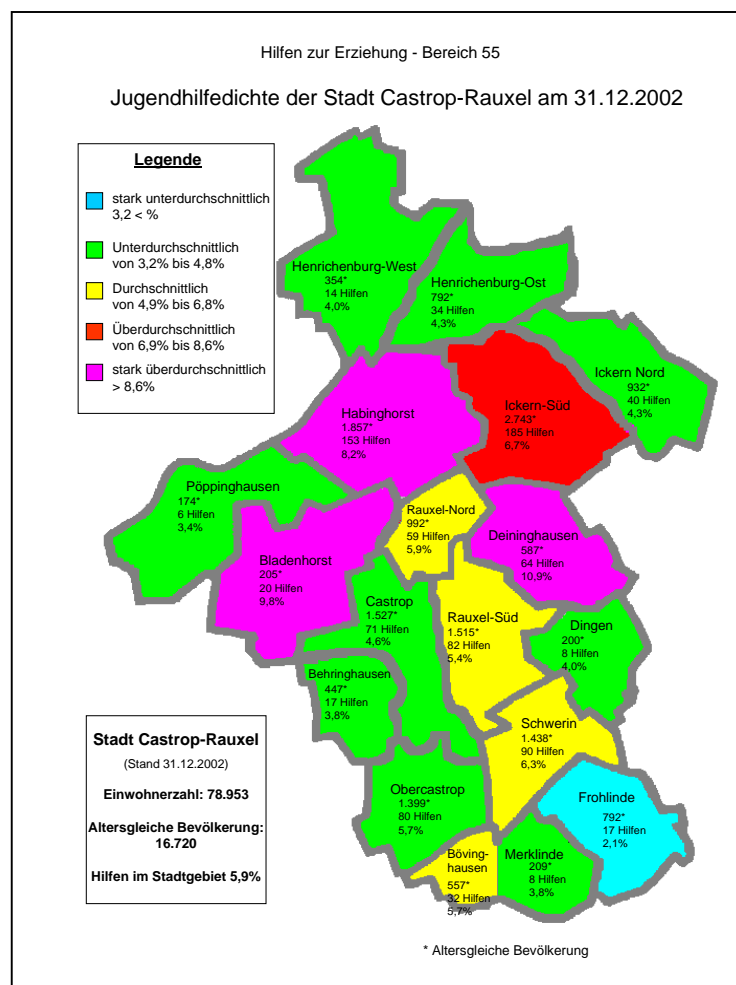 Hilfen zur Erziehung - Bereich 55
Jugendhilfedichte der Stadt Castrop-Rauxel am 31.12.2002
Legende
stark unterdurchschnittlich
3,2 < %
Unterdurchschnittlich
von 3,2% bis 4,8%
Durchschnittlich
von 4,9% bis 6,8%
Überdurchschnittlich
von 6,9% bis 8,6%
stark überdurchschnittlich
> 8,6%
Henrichenburg-West
354*
14 Hilfen
4,0%
Henrichenburg-Ost
792*
34 Hilfen
4,3%
Ickern Nord
932*
40 Hilfen
4,3%
Habinghorst
1.857*
153 Hilfen
8,2%
Ickern-Süd
2.743*
185 Hilfen
6,7%
Pöppinghausen
174*
6 Hilfen
3,4%
Rauxel-Nord
992*
59 Hilfen
5,9%
Deininghausen
587*
64 Hilfen
10,9%
Bladenhorst
205*
20 Hilfen
9,8%
Castrop
1.527*
71 Hilfen
4,6%
Rauxel-Süd
1.515*
82 Hilfen
5,4%
Dingen
200*
8 Hilfen
4,0%
Behringhausen
447*
17 Hilfen
3,8%
Schwerin
1.438*
90 Hilfen
6,3%
Obercastrop
1.399*
80 Hilfen
5,7%
Frohlinde
792*
17 Hilfen
2,1%
Böving-
hausen
557*
32 Hilfen
5,7%
Merklinde
209*
8 Hilfen
3,8%
Stadt Castrop-Rauxel
(Stand 31.12.2002)
Einwohnerzahl: 78.953
Altersgleiche Bevölkerung:
16.720
Hilfen im Stadtgebiet 5,9%
* Altersgleiche Bevölkerung